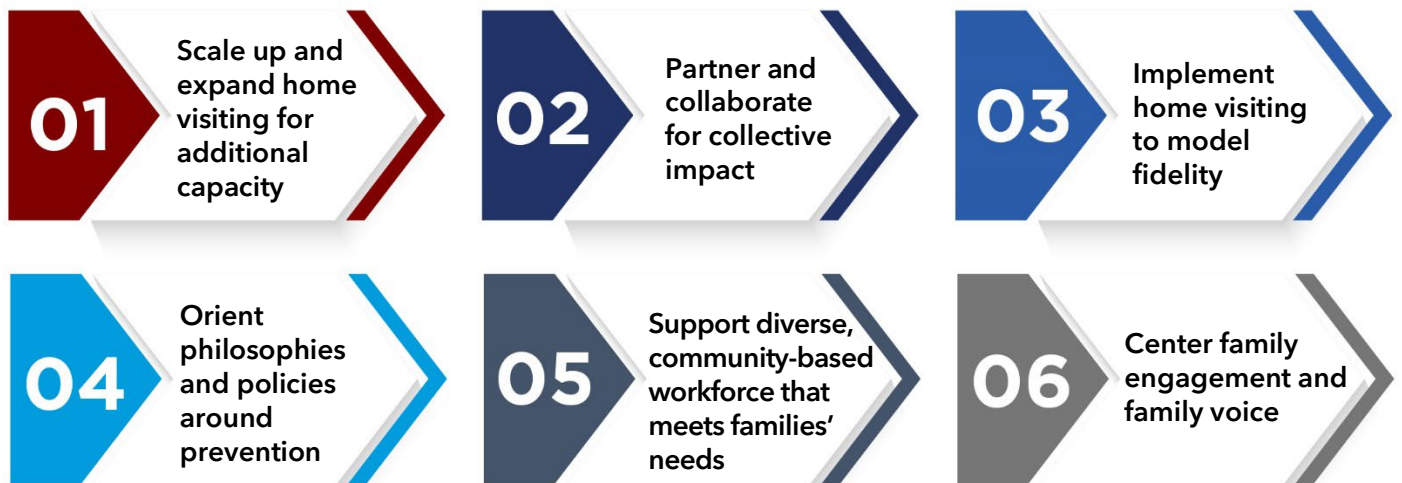 01
Scale up and
expand home
visiting for
additional
capacity
02
Partner and
collaborate
for collective
impact
03
Implement
home visiting
to model
fidelity
04
Orient
philosophies
and policies
around
prevention
05
Support diverse,
community-based
workforce that
meets families’
needs
06
Center family
engagement and
family voice